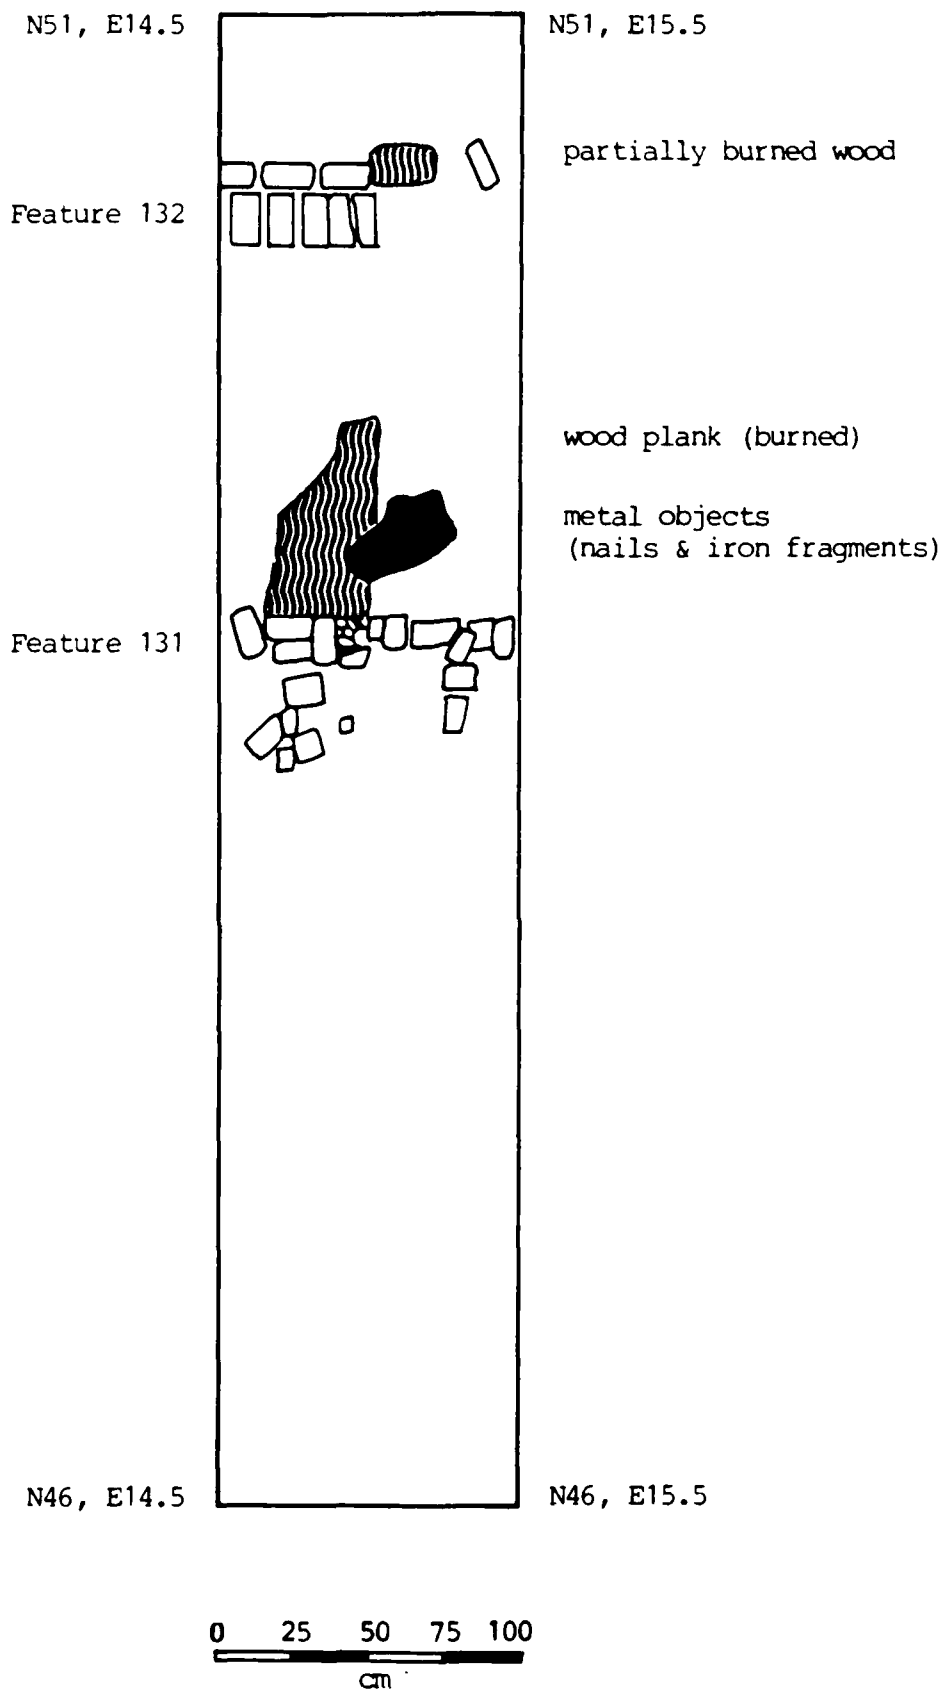 N51, E14.5
N51, E15.5
partially burned wood
Feature 132
wood plank (burned)
metal objects
(nails & iron fragments)
Feature 131
N46, E14.5
N46, E15.5
0 25 50 75 100
cm